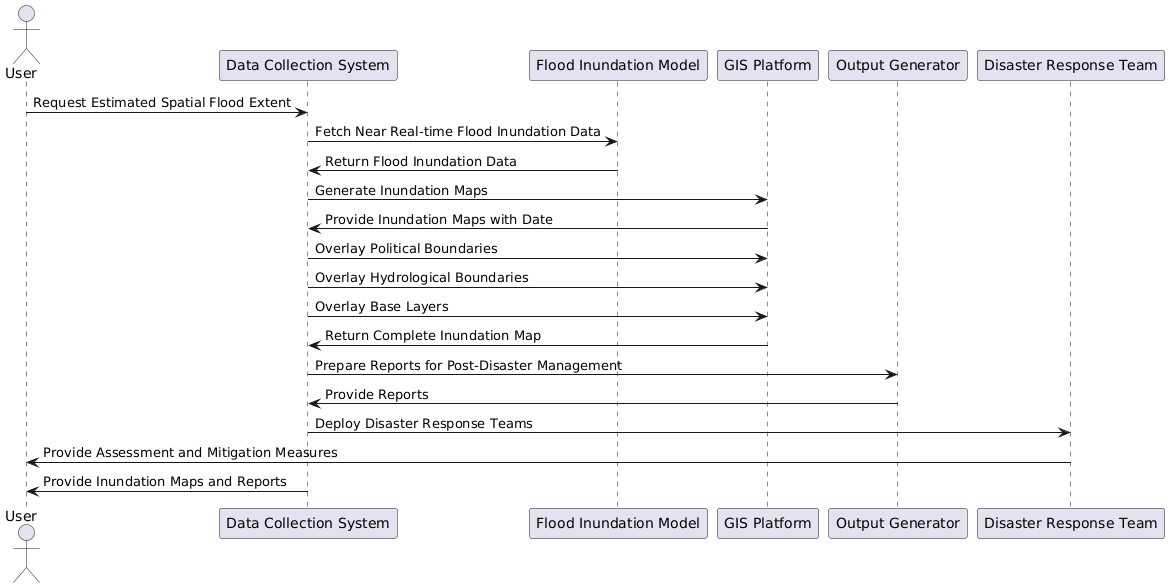 User
Data Collection System
Flood Inundation Model
GIS Platform
Output Generator
Disaster Response Team
Request Estimated Spatial Flood Extent
Fetch Near Real-time Flood Inundation Data
Return Flood Inundation Data
Generate Inundation Maps
Provide Inundation Maps with Date
Overlay Political Boundaries
Overlay Hydrological Boundaries
Overlay Base Layers
Return Complete Inundation Map
Prepare Reports for Post-Disaster Management
Provide Reports
Deploy Disaster Response Teams
Provide Assessment and Mitigation Measures
Provide Inundation Maps and Reports
User
Data Collection System
Flood Inundation Model
GIS Platform
Output Generator
Disaster Response Team